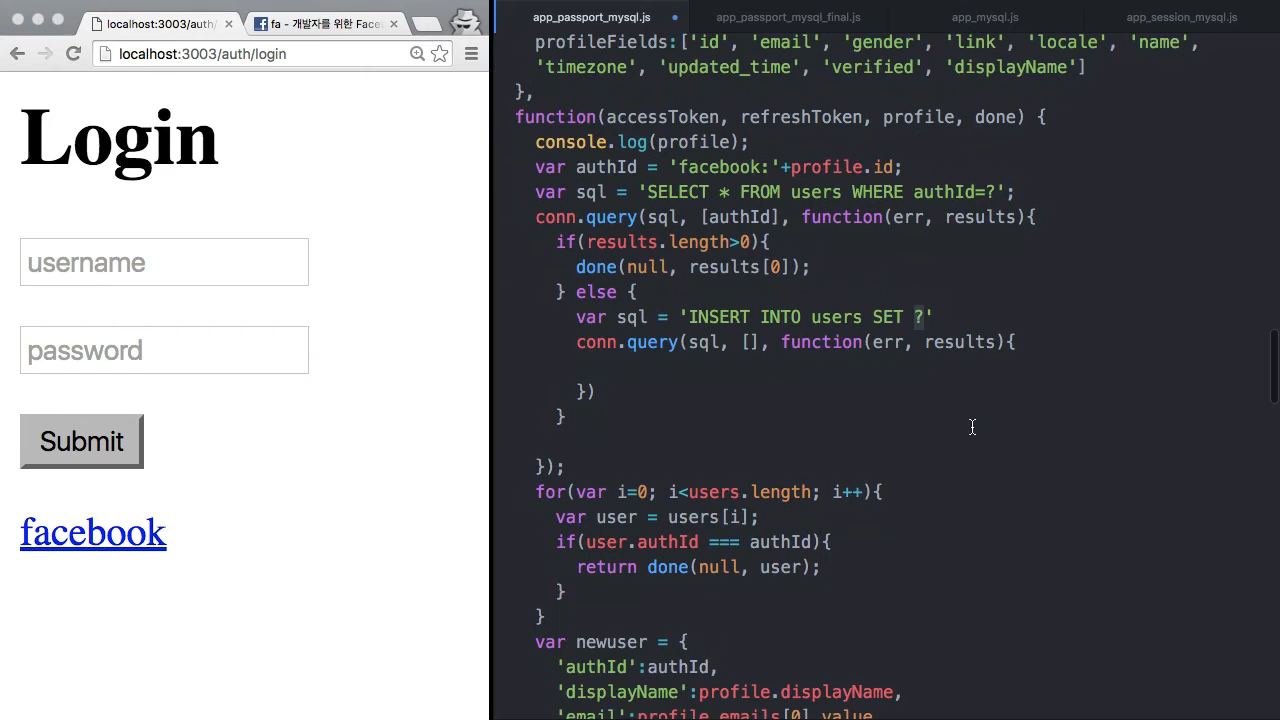 localhost:3003/auth/
fa - 개발자를 위한 Face
localhost:3003/auth/login
Login
username
password
Submit
facebook
app_passport_mysql.js
app_passport_mysql_final.js
app_mysql.js
app_session_mysql.js
profileFields:['id', 'email', 'gender', 'link', 'locale', 'name',
'timezone', 'updated_time', 'verified', 'displayName']
},
function(accessToken, refreshToken, profile, done) {
console.log(profile);
var authId = 'facebook:'+profile.id;
var sql = 'SELECT * FROM users WHERE authId=?';
conn.query(sql, [authId], function(err, results){
if(results.length>0){
done(null, results[0]);
} else {
var sql = 'INSERT INTO users SET ?'
conn.query(sql, [], function(err, results){
})
}
});
for(var i=0; i<users.length; i++){
var user = users[i];
if(user.authId === authId){
return done(null, user);
}
}
var newuser = {
'authId':authId,
'displayName':profile.displayName,
'email':profile.emails[0].value